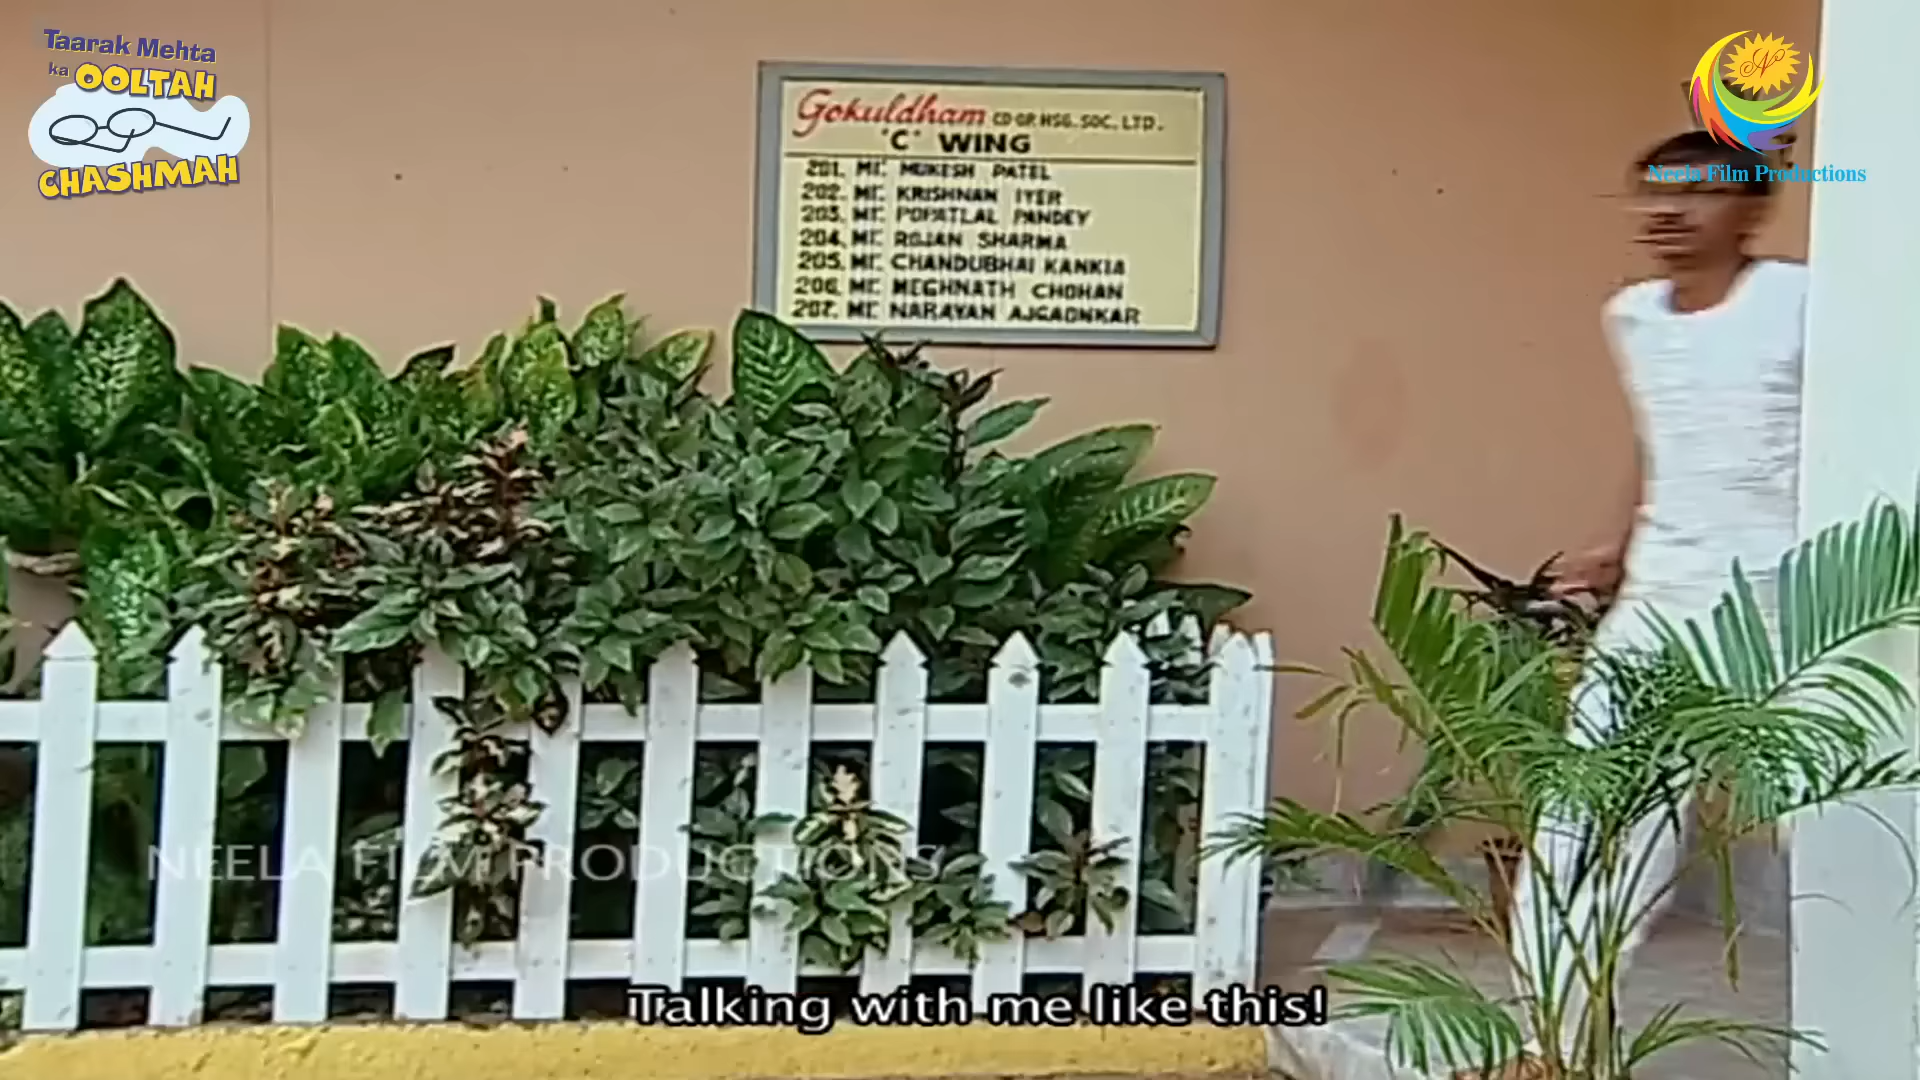 Taarak Mehta
ka OOLTAH
CHASHMAH
Neela Film Productions
Gokuldham CO-OP. HSG. SOC. LTD.
"C" WING
201. Mr. MUKESH PATEL
202. Mr. KRISHNAN IYER
203. Mr. POPATLAL PANDEY
204. Mr. ROJAN SHARMA
205. Mr. CHANDUBHAI KANKIA
206. Mr. MEGHNATH CHOHAN
207. Mr. NARAYAN AJGAONKAR
NEELA FILM PRODUCTIONS
Talking with me like this!